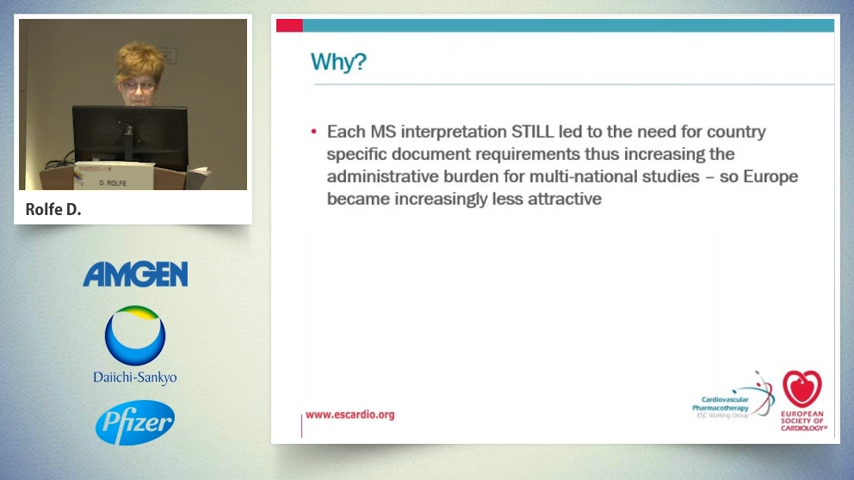 D. ROLFE
Rolfe D.
AMGEN
Daiichi-Sankyo
Pfizer
Why?
• Each MS interpretation STILL led to the need for country
specific document requirements thus increasing the
administrative burden for multi-national studies – so Europe
became increasingly less attractive
www.escardio.org
Cardiovascular
Pharmacotherapy
ESC Working Group
EUROPEAN
SOCIETY OF
CARDIOLOGY®